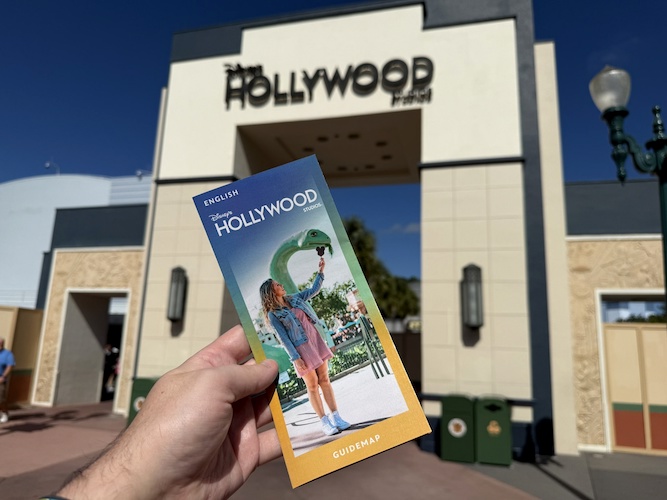 Disney's
HOLLYWOOD
Studios
ENGLISH
Disney's
HOLLYWOOD
STUDIOS
GUIDEMAP